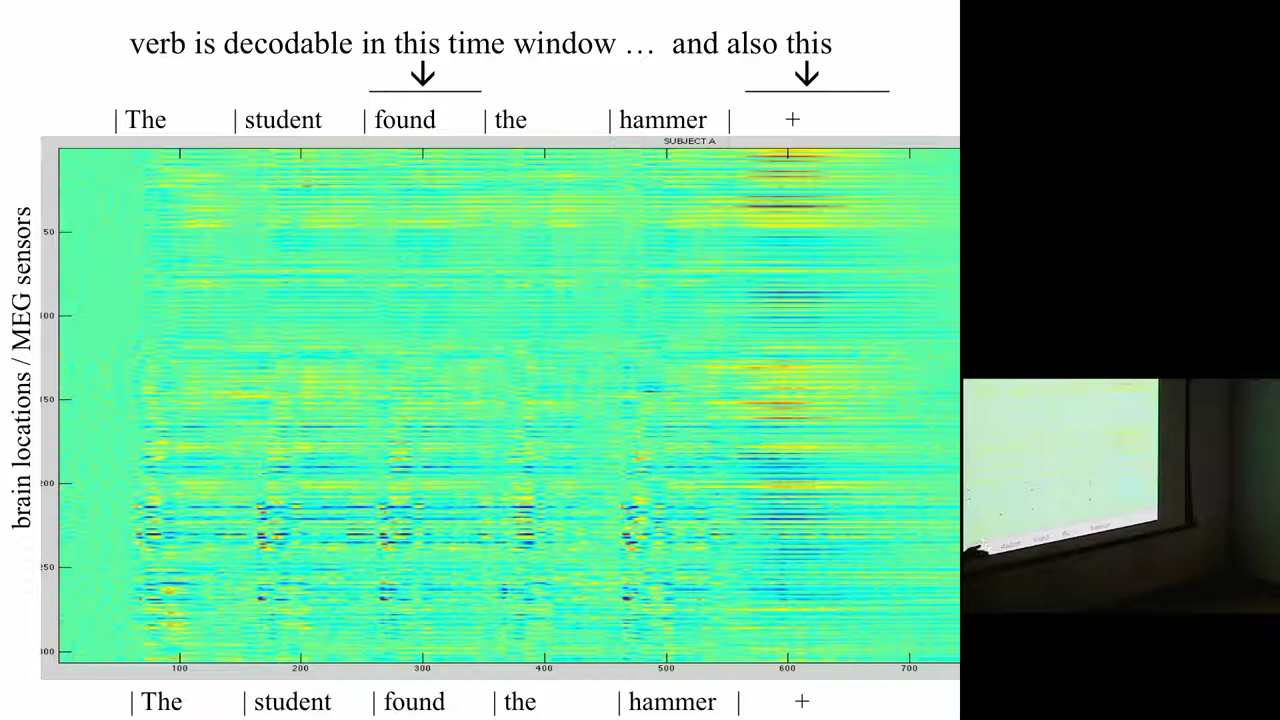 verb is decodable in this time window … and also this
| The | student | found | the | hammer | +
SUBJECT A
brain locations / MEG sensors
50
100
150
200
250
300
100 200 300 400 500 600 700
| The | student | found | the | hammer | +